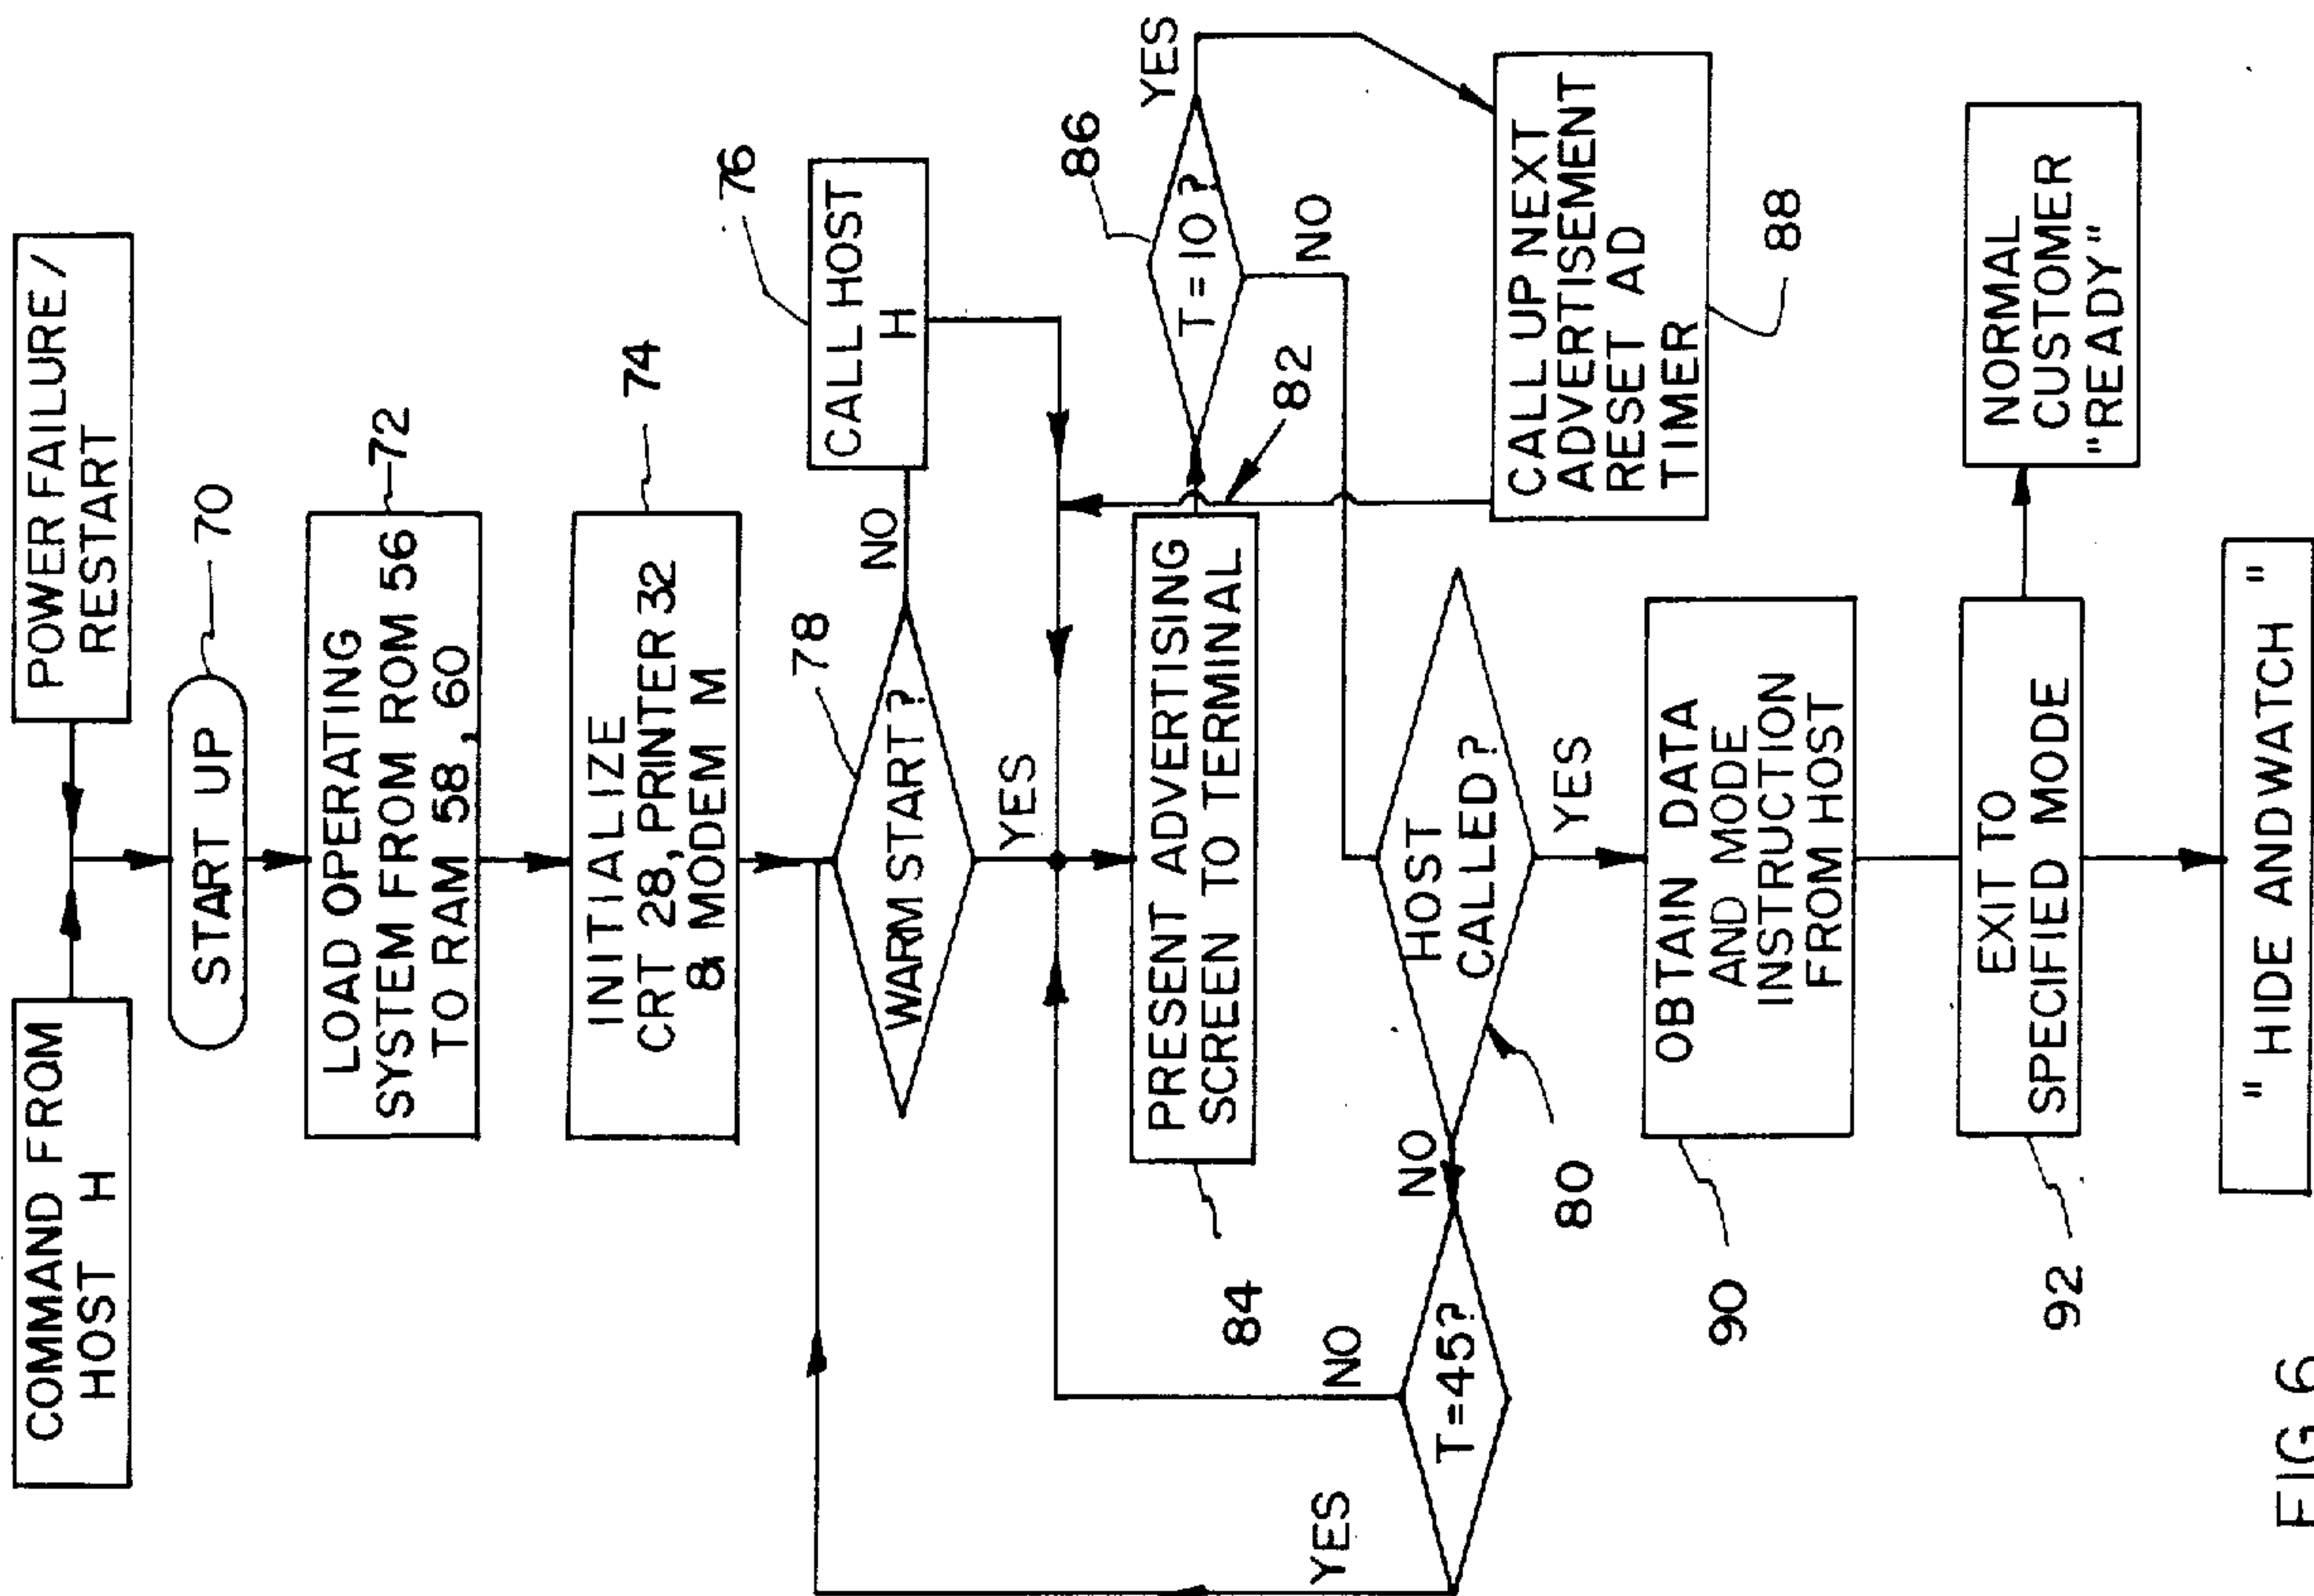 COMMAND FROM
HOST H
POWER FAILURE/
RESTART
START UP
70
LOAD OPERATING
SYSTEM FROM ROM 56
TO RAM 58, 60
72
INITIALIZE
CRT 28, PRINTER 32
& MODEM M
74
WARM START?
78
NO
CALL HOST
H
76
YES
PRESENT ADVERTISING
SCREEN TO TERMINAL
84
82
T = 10?
86
YES
NO
CALL UP NEXT
ADVERTISEMENT
RESET AD
TIMER
88
HOST
CALLED?
80
NO
T=45?
NO
YES
YES
OBTAIN DATA
AND MODE
INSTRUCTION
FROM HOST
90
EXIT TO
SPECIFIED MODE
92
NORMAL
CUSTOMER
"READY"
"HIDE ANDWATCH"
FIG 6